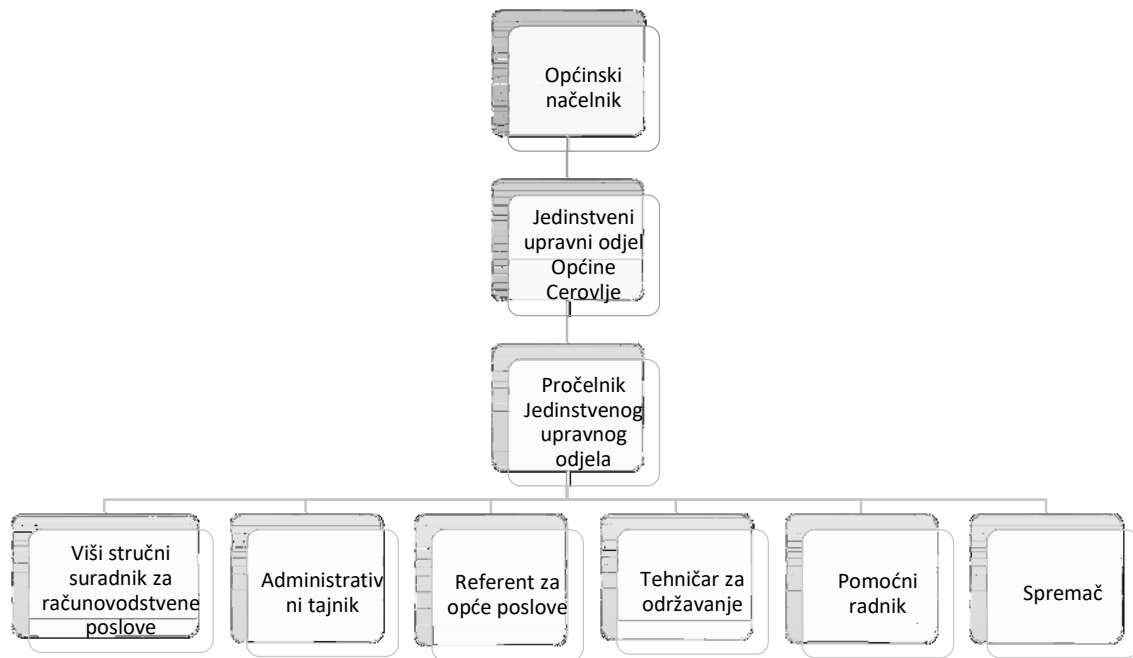 Općinski
načelnik
Jedinstveni
upravni odjel
Općine
Cerovlje
Pročelnik
Jedinstvenog
upravnog
odjela
Viši stručni
suradnik za
računovodstvene
poslove
Administrativ
ni tajnik
Referent za
opće poslove
Tehničar za
održavanje
Pomoćni
radnik
Spremač